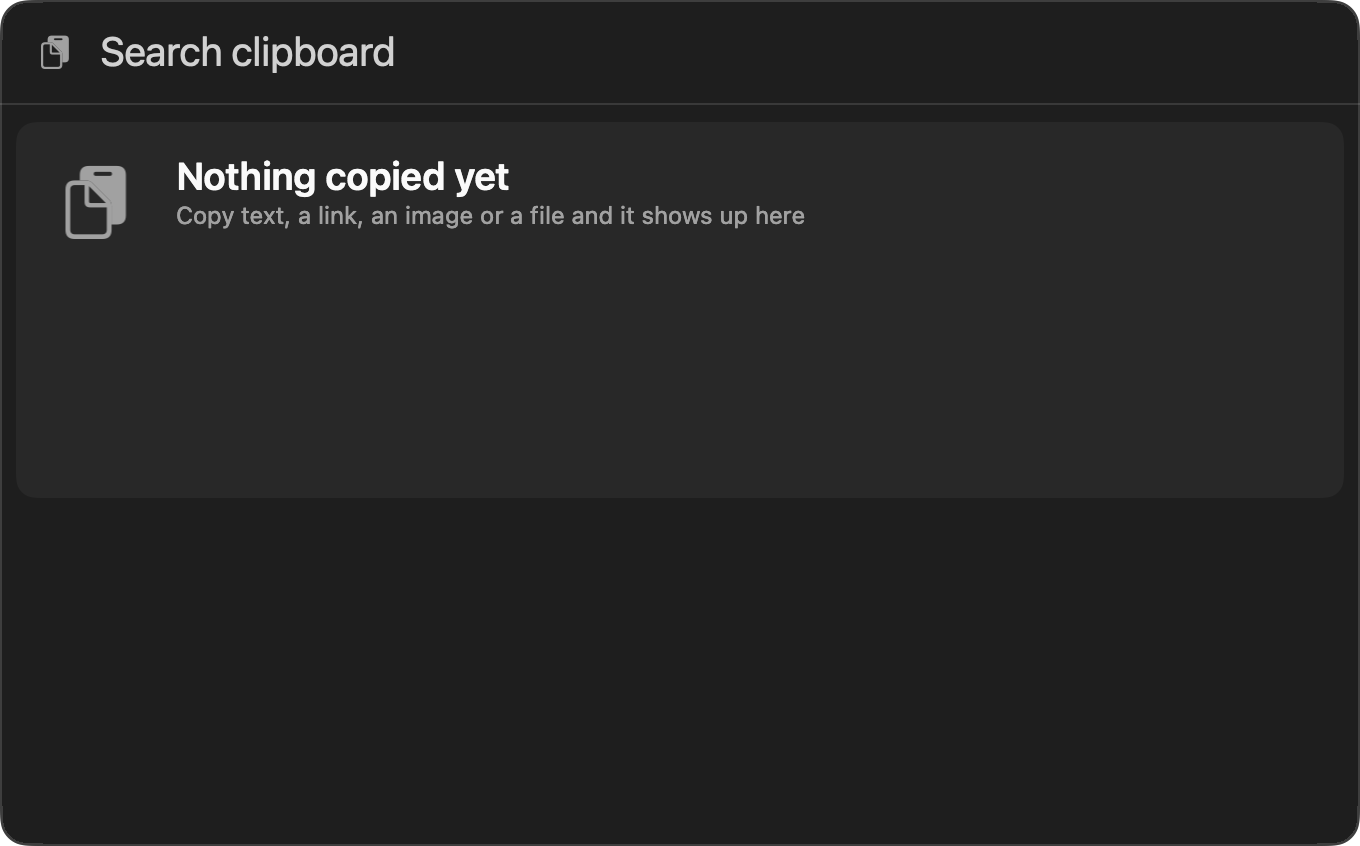 Search clipboard
Nothing copied yet
Copy text, a link, an image or a file and it shows up here